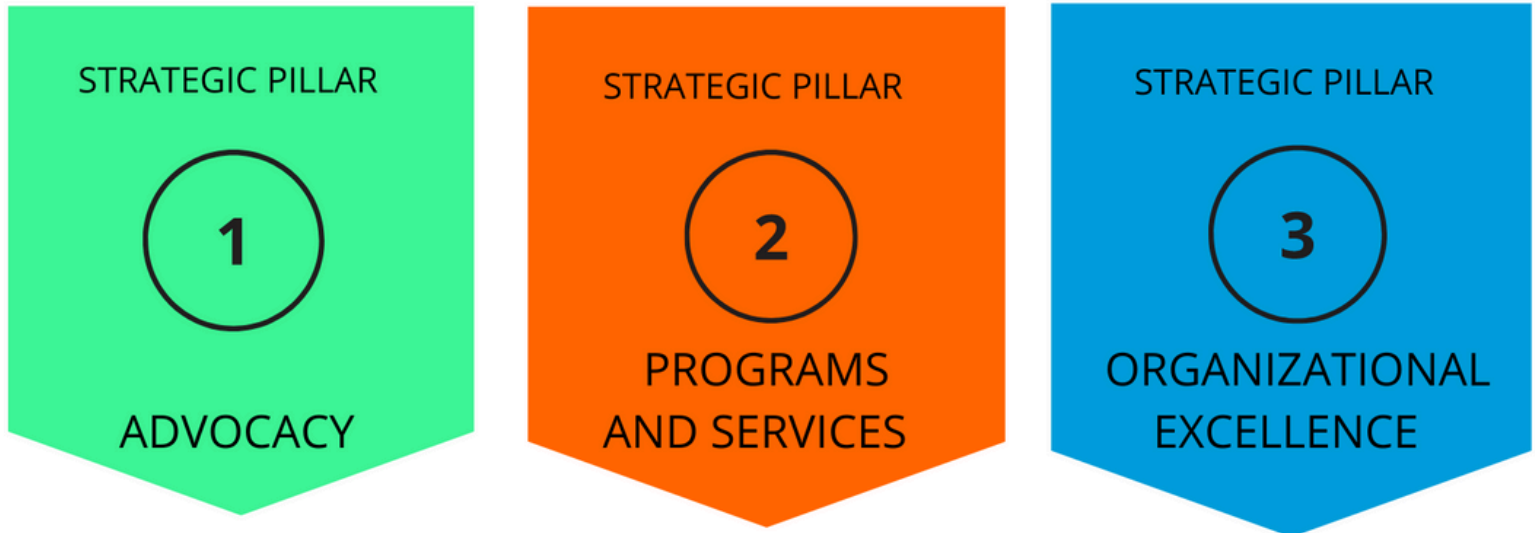 STRATEGIC PILLAR
1
ADVOCACY
STRATEGIC PILLAR
2
PROGRAMS
AND SERVICES
STRATEGIC PILLAR
3
ORGANIZATIONAL
EXCELLENCE